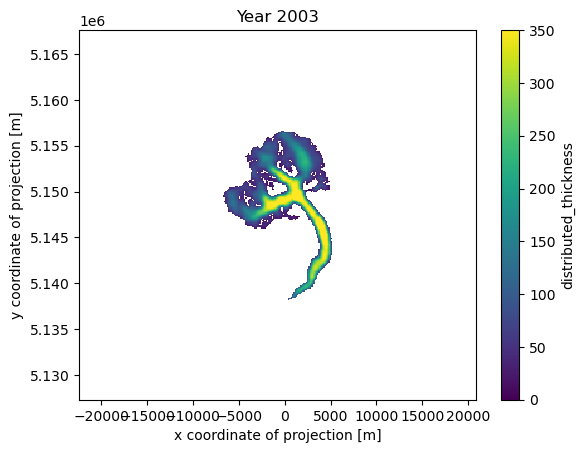 Year 2003
1e6
5.165
5.160
5.155
5.150
5.145
5.140
5.135
5.130
y coordinate of projection [m]
−20000 −15000 −10000 −5000 0 5000 10000 15000 20000
x coordinate of projection [m]
350
300
250
200
150
100
50
0
distributed_thickness